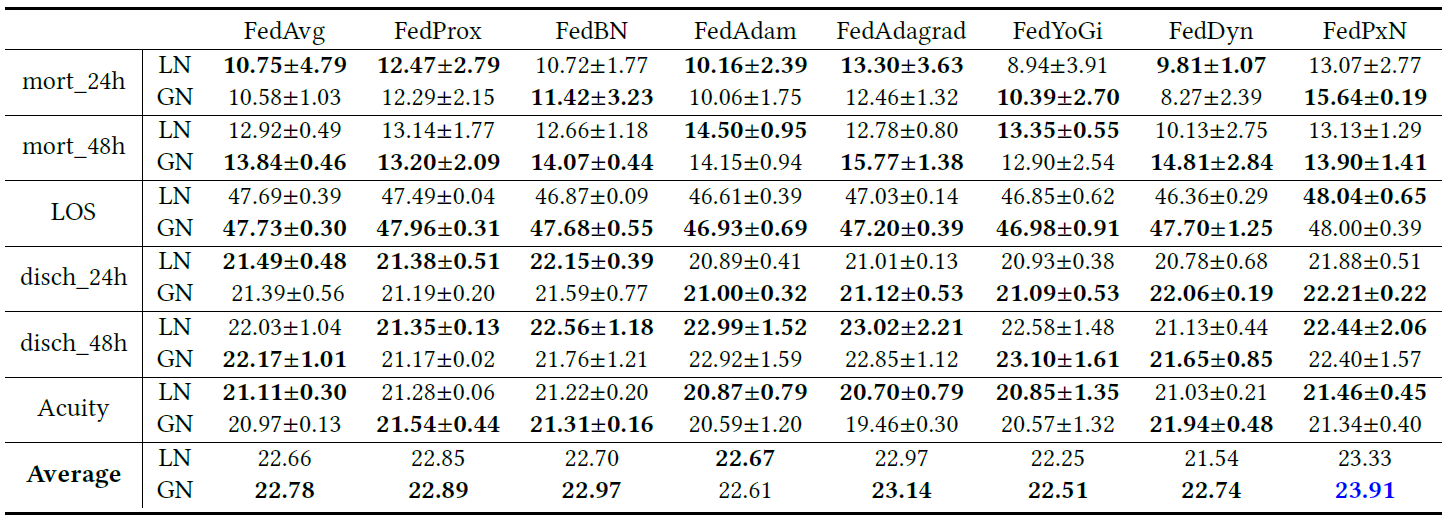 FedAvg FedProx FedBN FedAdam FedAdagrad FedYoGi FedDyn FedPxN
mort_24h LN 10.75±4.79 12.47±2.79 10.72±1.77 10.16±2.39 13.30±3.63 8.94±3.91 9.81±1.07 13.07±2.77
GN 10.58±1.03 12.29±2.15 11.42±3.23 10.06±1.75 12.46±1.32 10.39±2.70 8.27±2.39 15.64±0.19
mort_48h LN 12.92±0.49 13.14±1.77 12.66±1.18 14.50±0.95 12.78±0.80 13.35±0.55 10.13±2.75 13.13±1.29
GN 13.84±0.46 13.20±2.09 14.07±0.44 14.15±0.94 15.77±1.38 12.90±2.54 14.81±2.84 13.90±1.41
LOS LN 47.69±0.39 47.49±0.04 46.87±0.09 46.61±0.39 47.03±0.14 46.85±0.62 46.36±0.29 48.04±0.65
GN 47.73±0.30 47.96±0.31 47.68±0.55 46.93±0.69 47.20±0.39 46.98±0.91 47.70±1.25 48.00±0.39
disch_24h LN 21.49±0.48 21.38±0.51 22.15±0.39 20.89±0.41 21.01±0.13 20.93±0.38 20.78±0.68 21.88±0.51
GN 21.39±0.56 21.19±0.20 21.59±0.77 21.00±0.32 21.12±0.53 21.09±0.53 22.06±0.19 22.21±0.22
disch_48h LN 22.03±1.04 21.35±0.13 22.56±1.18 22.99±1.52 23.02±2.21 22.58±1.48 21.13±0.44 22.44±2.06
GN 22.17±1.01 21.17±0.02 21.76±1.21 22.92±1.59 22.85±1.12 23.10±1.61 21.65±0.85 22.40±1.57
Acuity LN 21.11±0.30 21.28±0.06 21.22±0.20 20.87±0.79 20.70±0.79 20.85±1.35 21.03±0.21 21.46±0.45
GN 20.97±0.13 21.54±0.44 21.31±0.16 20.59±1.20 19.46±0.30 20.57±1.32 21.94±0.48 21.34±0.40
Average LN 22.66 22.85 22.70 22.67 22.97 22.25 21.54 23.33
GN 22.78 22.89 22.97 22.61 23.14 22.51 22.74 23.91